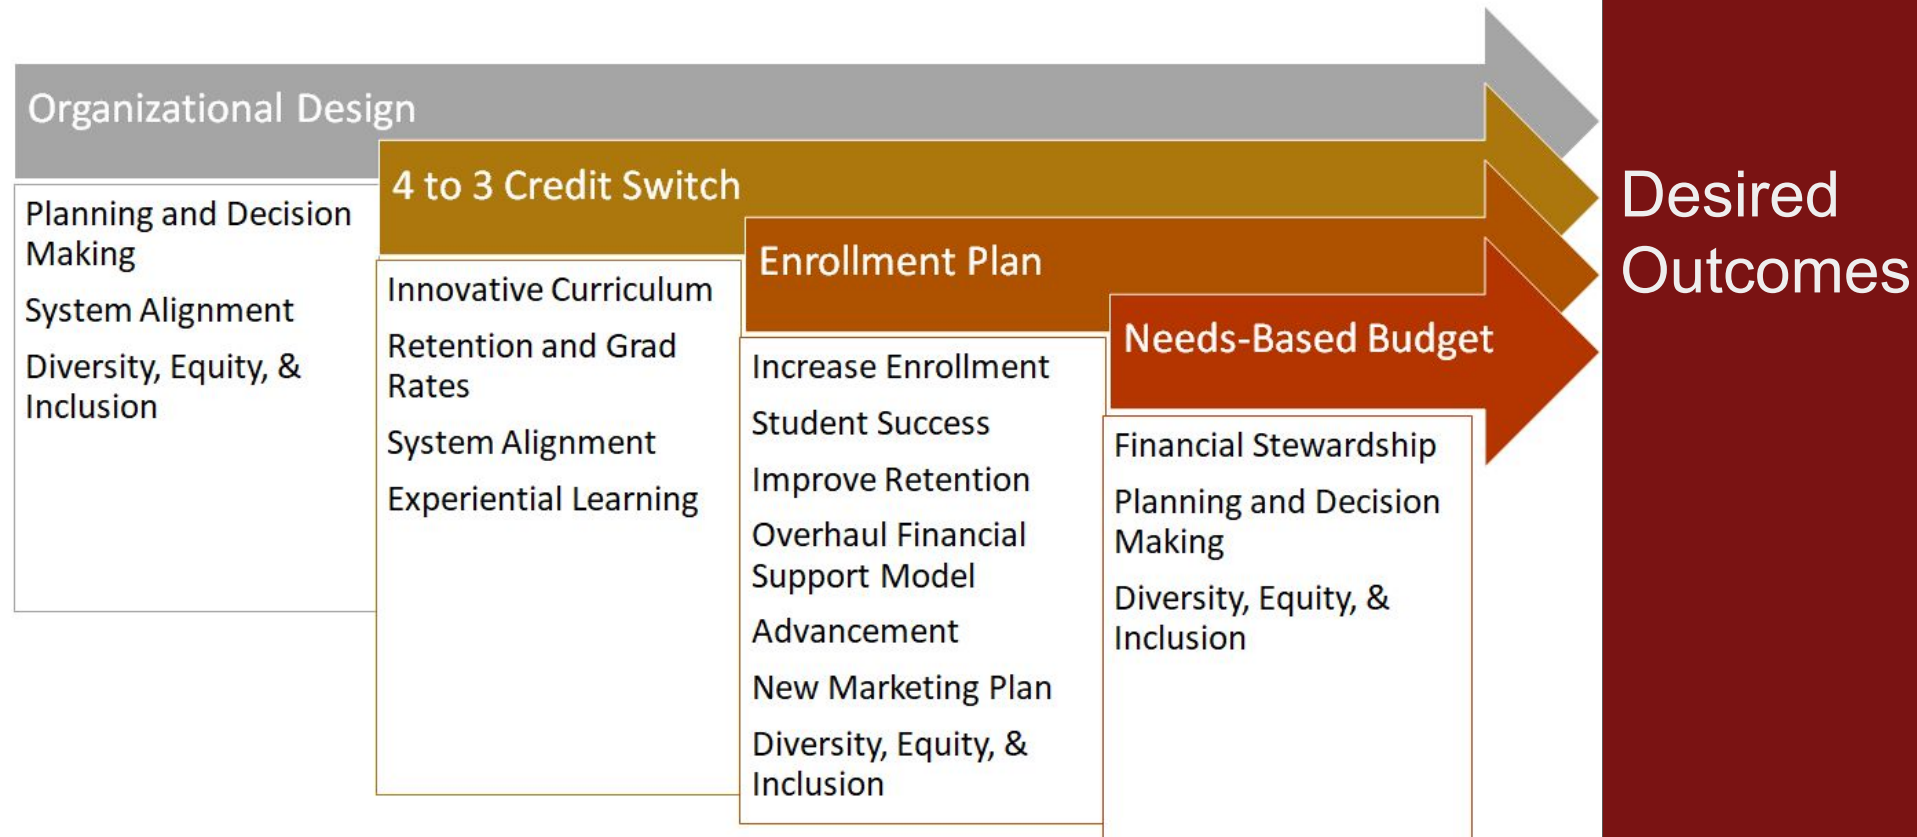 Organizational Design
Planning and Decision
Making
System Alignment
Diversity, Equity, &
Inclusion
4 to 3 Credit Switch
Innovative Curriculum
Retention and Grad
Rates
System Alignment
Experiential Learning
Enrollment Plan
Increase Enrollment
Student Success
Improve Retention
Overhaul Financial
Support Model
Advancement
New Marketing Plan
Diversity, Equity, &
Inclusion
Needs-Based Budget
Financial Stewardship
Planning and Decision
Making
Diversity, Equity, &
Inclusion
Desired
Outcomes